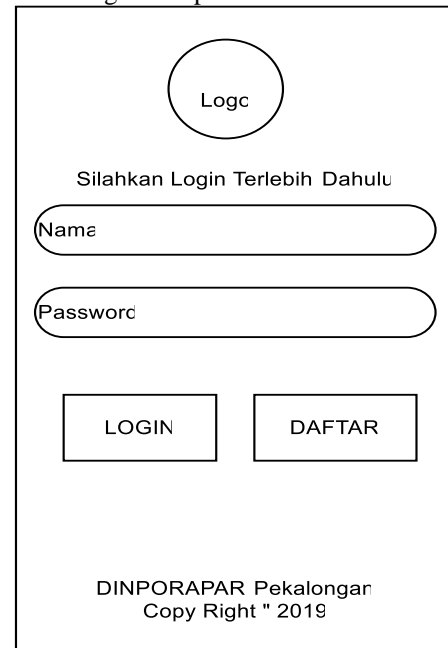 Logo
Silahkan Login Terlebih Dahulu
Nama
Password
LOGIN
DAFTAR
DINPORAPAR Pekalongan
Copy Right " 2019